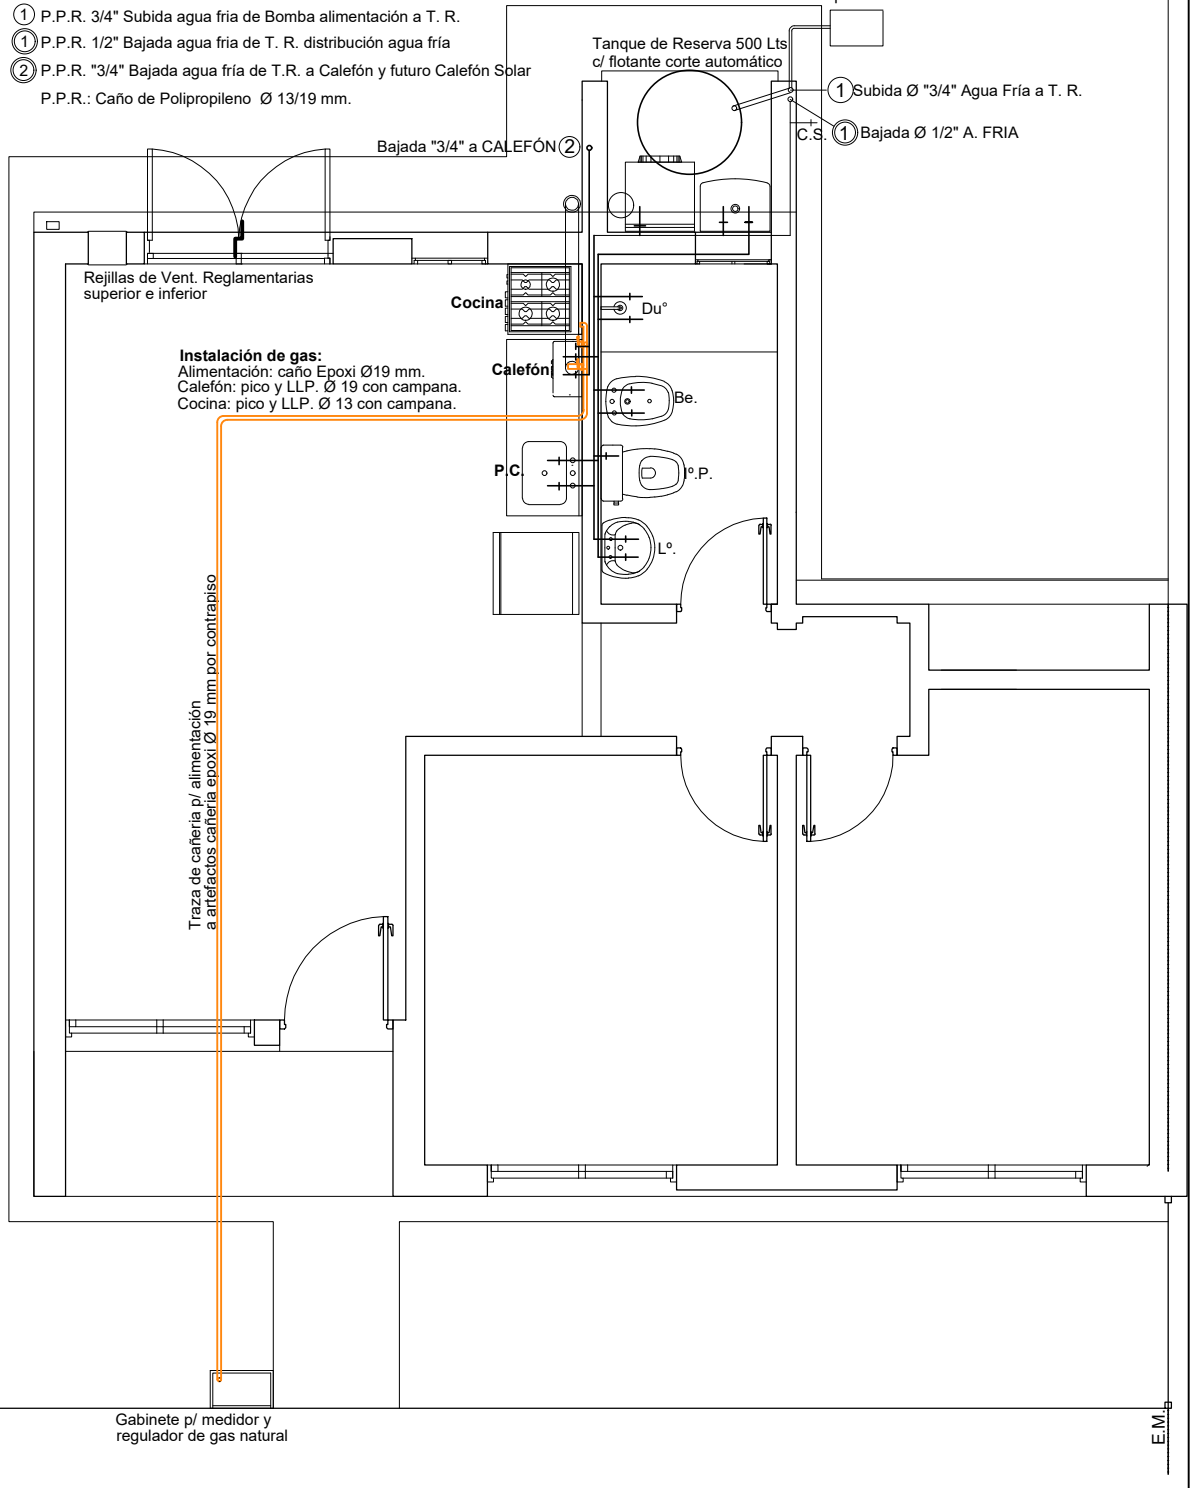 1 P.P.R. 3/4" Subida agua fria de Bomba alimentación a T. R.
1 P.P.R. 1/2" Bajada agua fria de T. R. distribución agua fría
2 P.P.R. "3/4" Bajada agua fría de T.R. a Calefón y futuro Calefón Solar
P.P.R.: Caño de Polipropileno Ø 13/19 mm.
Tanque de Reserva 500 Lts
c/ flotante corte automático
1 Subida Ø "3/4" Agua Fría a T. R.
C.S. 1 Bajada Ø 1/2" A. FRIA
Bajada "3/4" a CALEFÓN 2
Rejillas de Vent. Reglamentarias
superior e inferior
Cocina
Du°
Instalación de gas:
Alimentación: caño Epoxi Ø19 mm.
Calefón: pico y LLP. Ø 19 con campana.
Cocina: pico y LLP. Ø 13 con campana.
Calefón
Be.
P.C.
Iº.P.
Lº.
Traza de cañeria p/ alimentación
a artefactos cañeria epoxi Ø 19 mm por contrapiso
Gabinete p/ medidor y
regulador de gas natural
E.M.